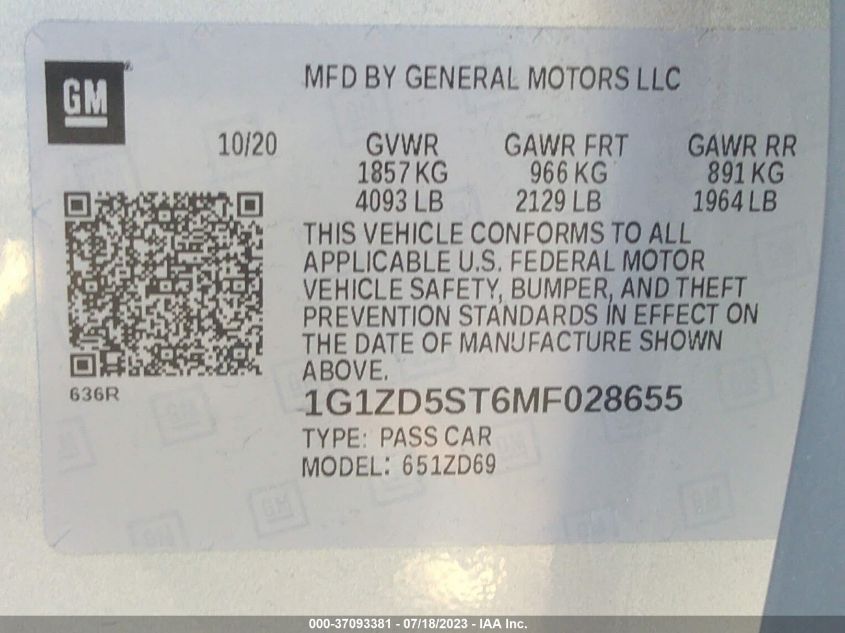 GM
MFD BY GENERAL MOTORS LLC
10/20 GVWR GAWR FRT GAWR RR
1857 KG 966 KG 891 KG
4093 LB 2129 LB 1964 LB
THIS VEHICLE CONFORMS TO ALL
APPLICABLE U.S. FEDERAL MOTOR
VEHICLE SAFETY, BUMPER, AND THEFT
PREVENTION STANDARDS IN EFFECT ON
THE DATE OF MANUFACTURE SHOWN
ABOVE.
636R
1G1ZD5ST6MF028655
TYPE: PASS CAR
MODEL: 651ZD69
GM
GM
000-37093381 - 07/18/2023 - IAA Inc.